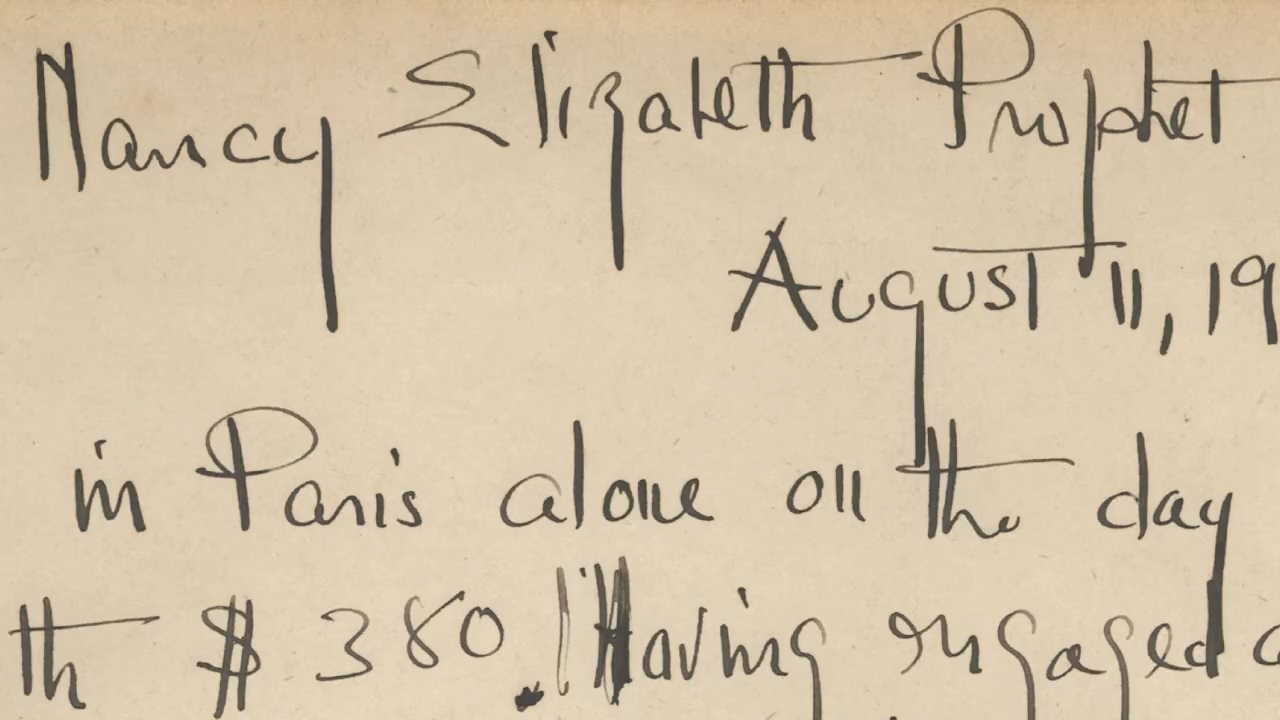 Nancy Elizabeth Prophet
August 11, 19
in Paris alone on the day
th $ 380. Having engaged